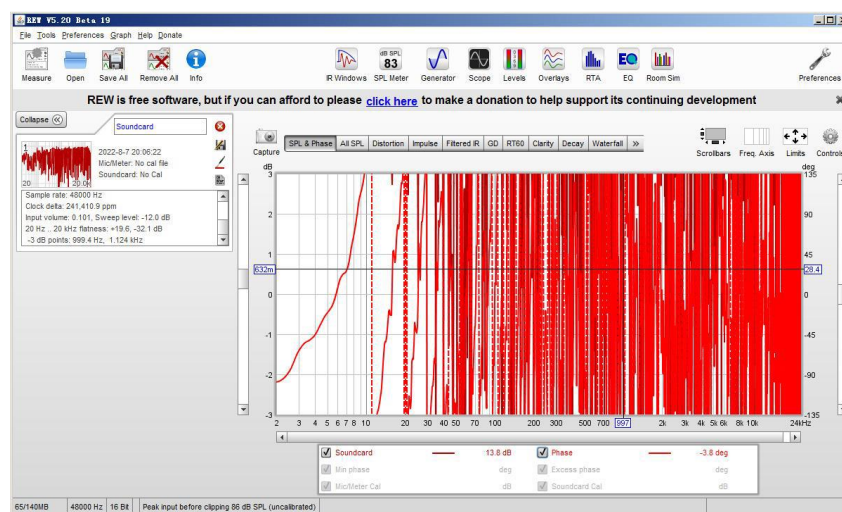 REW V5.20 Beta 19
File Tools Preferences Graph Help Donate
dB SPL
83
EQ
Measure Open Save All Remove All Info IR Windows SPL Meter Generator Scope Levels Overlays RTA EQ Room Sim Preferences
REW is free software, but if you can afford to please click here to make a donation to help support its continuing development
Collapse
Soundcard
1
20 20.0k
2022-8-7 20:06:22
Mic/Meter: No cal file
Soundcard: No Cal
Sample rate: 48000 Hz
Clock delta: 241,410.9 ppm
Input volume: 0.101, Sweep level: -12.0 dB
20 Hz .. 20 kHz flatness: +19.6, -32.1 dB
-3 dB points: 999.4 Hz, 1.124 kHz
Capture
SPL & Phase All SPL Distortion Impulse Filtered IR GD RT60 Clarity Decay Waterfall »
Scrollbars Freq. Axis Limits Controls
dB deg
3 135
2 90
1 45
632m 28.4
0 0
-1 -45
-2 -90
-3 -135
2 3 4 5 6 7 8 10 20 30 40 50 70 100 200 300 500 700 997 2k 3k 4k 5k 6k 8k 10k 24kHz
Soundcard 13.8 dB Phase -3.8 deg
Min phase deg Excess phase deg
Mic/Meter Cal dB Soundcard Cal dB
65/140MB 48000 Hz 16 Bit Peak input before clipping 86 dB SPL (uncalibrated)